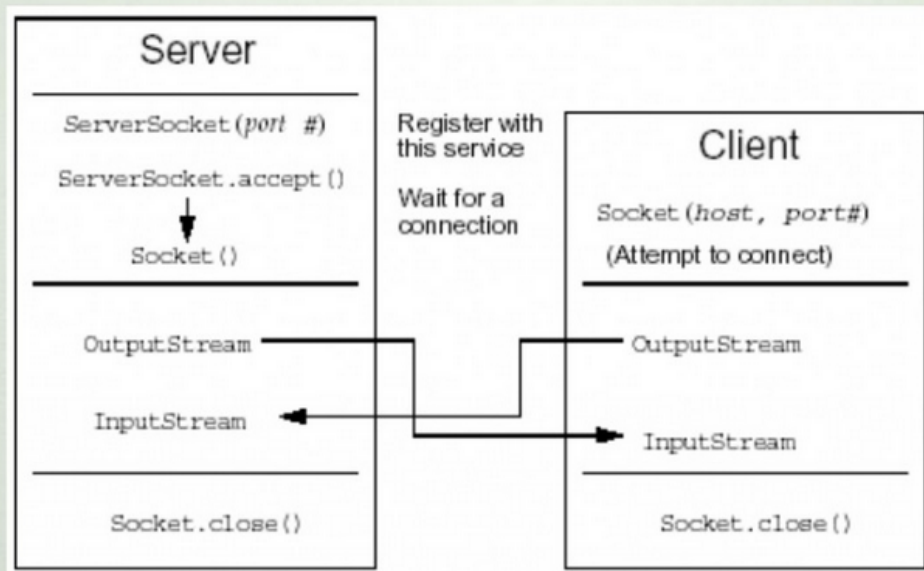 Server
ServerSocket(port #)
ServerSocket.accept()
Socket()
OutputStream
InputStream
Socket.close()
Register with
this service
Wait for a
connection
Client
Socket(host, port#)
(Attempt to connect)
OutputStream
InputStream
Socket.close()